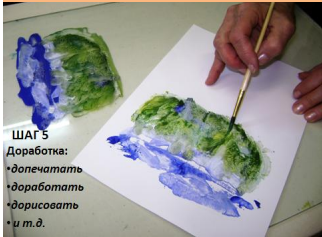 ШАГ 5
Доработка:
•допечатать
•доработать
•дорисовать
•и т.д.